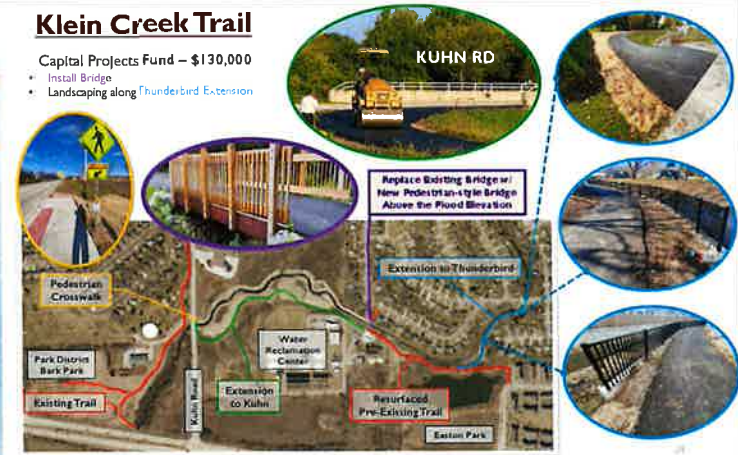 Klein Creek Trail
Capital Projects Fund – $130,000
• Install Bridge
• Landscaping along Thunderbird Extension
KUHN RD
Replace Existing Bridge w/
New Pedestrian-style Bridge
Above the Flood Elevation
Extension to Thunderbird
Pedestrian
Crosswalk
Water
Reclamation
Center
Park District
Bark Park
Existing Trail
Kuhn Road
Extension
to Kuhn
Resurfaced
Pre-Existing Trail
Easton Park